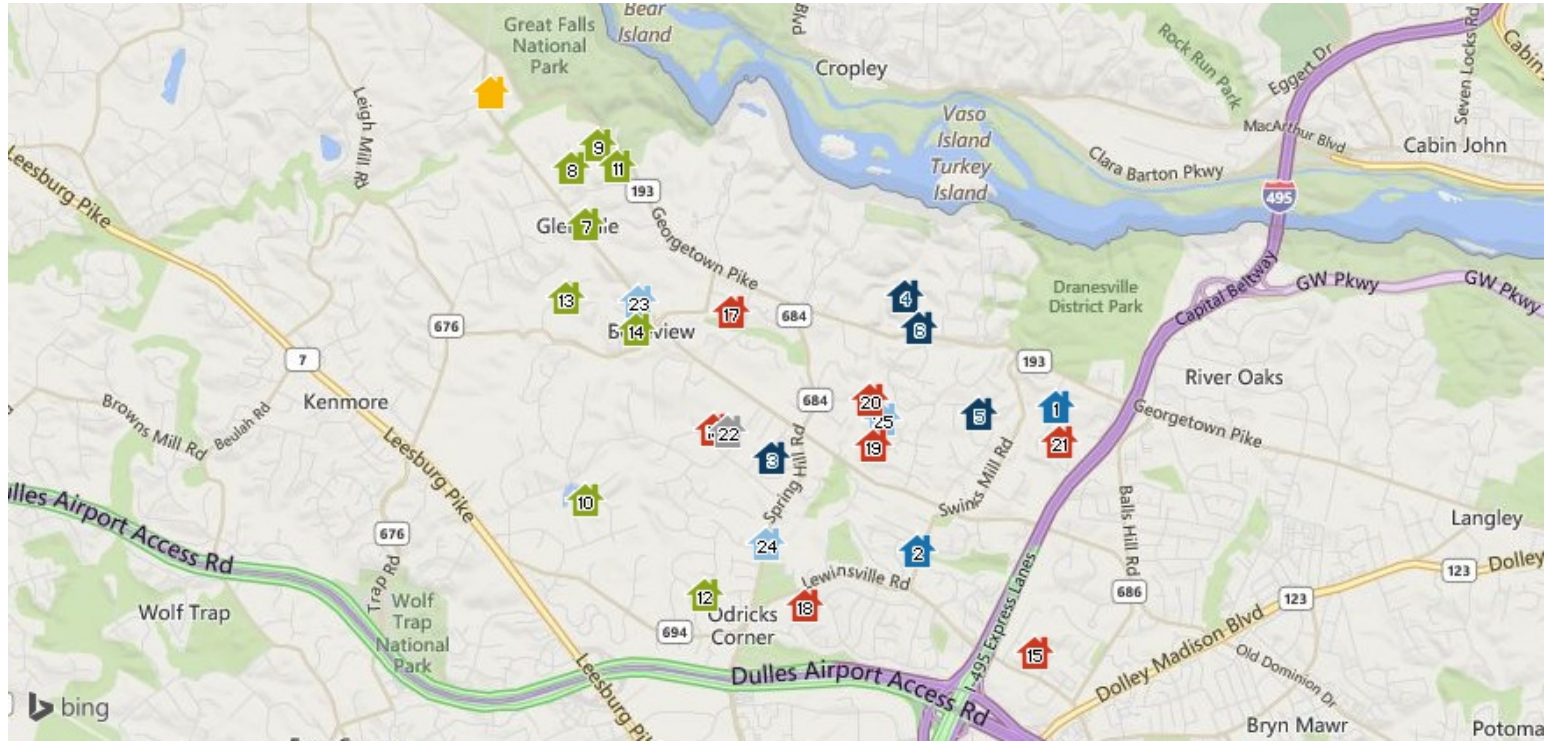 Bear
Island
Great Falls
National
Park
Blvd
Cropley
Rock Run Park
Eggert Dr
Seven Locks Rd
Cabin
MacArthur Blvd
Cabin John
Clara Barton Pkwy
Vaso
Island
Turkey
Island
495
Leigh Mill Rd
Leesburg Pike
9
8
11
193
7
Georgetown Pike
13
23
14
17
684
4
6
Dranesville
District Park
Capital Beltway
GW Pkwy
GW Pkwy
676
7
Kenmore
193
River Oaks
Browns Mill Rd
Beulah Rd
Leesburg Pike
684
20
25
19
5
1
21
Georgetown Pike
22
3
Spring Hill Rd
Swinks Mill Rd
10
24
2
Balls Hill Rd
Langley
Dulles Airport Access Rd
676
Trap Rd
Wolf Trap
Wolf
Trap
National
Park
12
Odricks
Corner
694
18
Lewinsville Rd
I-495 Express Lanes
686
123
123
Dolley
Dolley Madison Blvd
15
Old Dominion Dr
Leesburg Pike
Dulles Airport Access Rd
Bryn Mawr
Potoma
bing